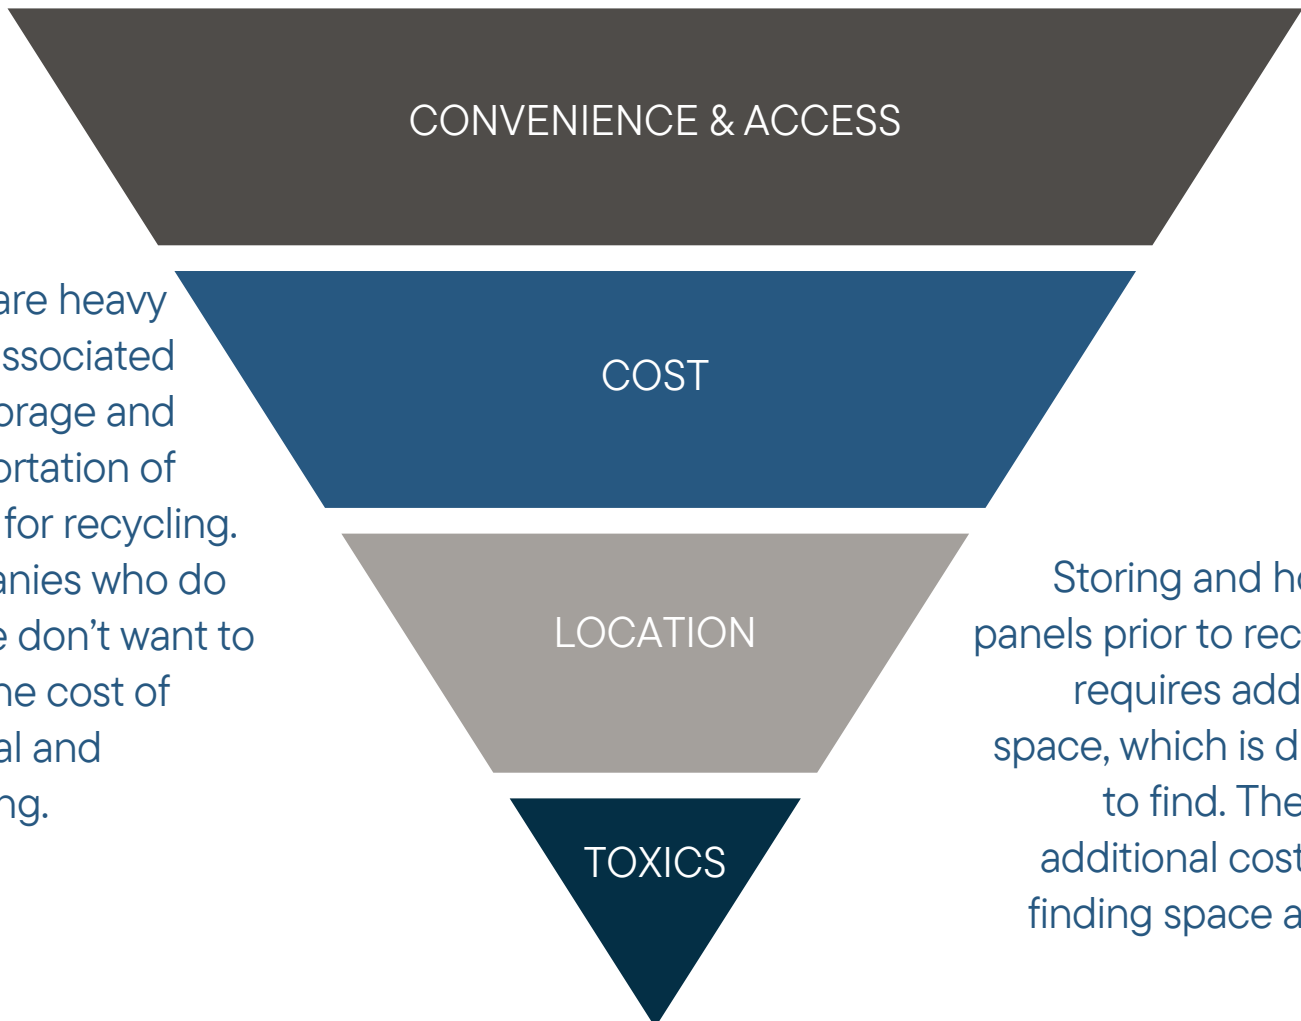 CONVENIENCE & ACCESS
COST
are heavy
ssociated
orage and
ortation of
for recycling.
anies who do
e don't want to
he cost of
al and
ng.
LOCATION
Storing and ho
panels prior to rec
requires add
space, which is d
to find. The
additional cost
finding space a
TOXICS